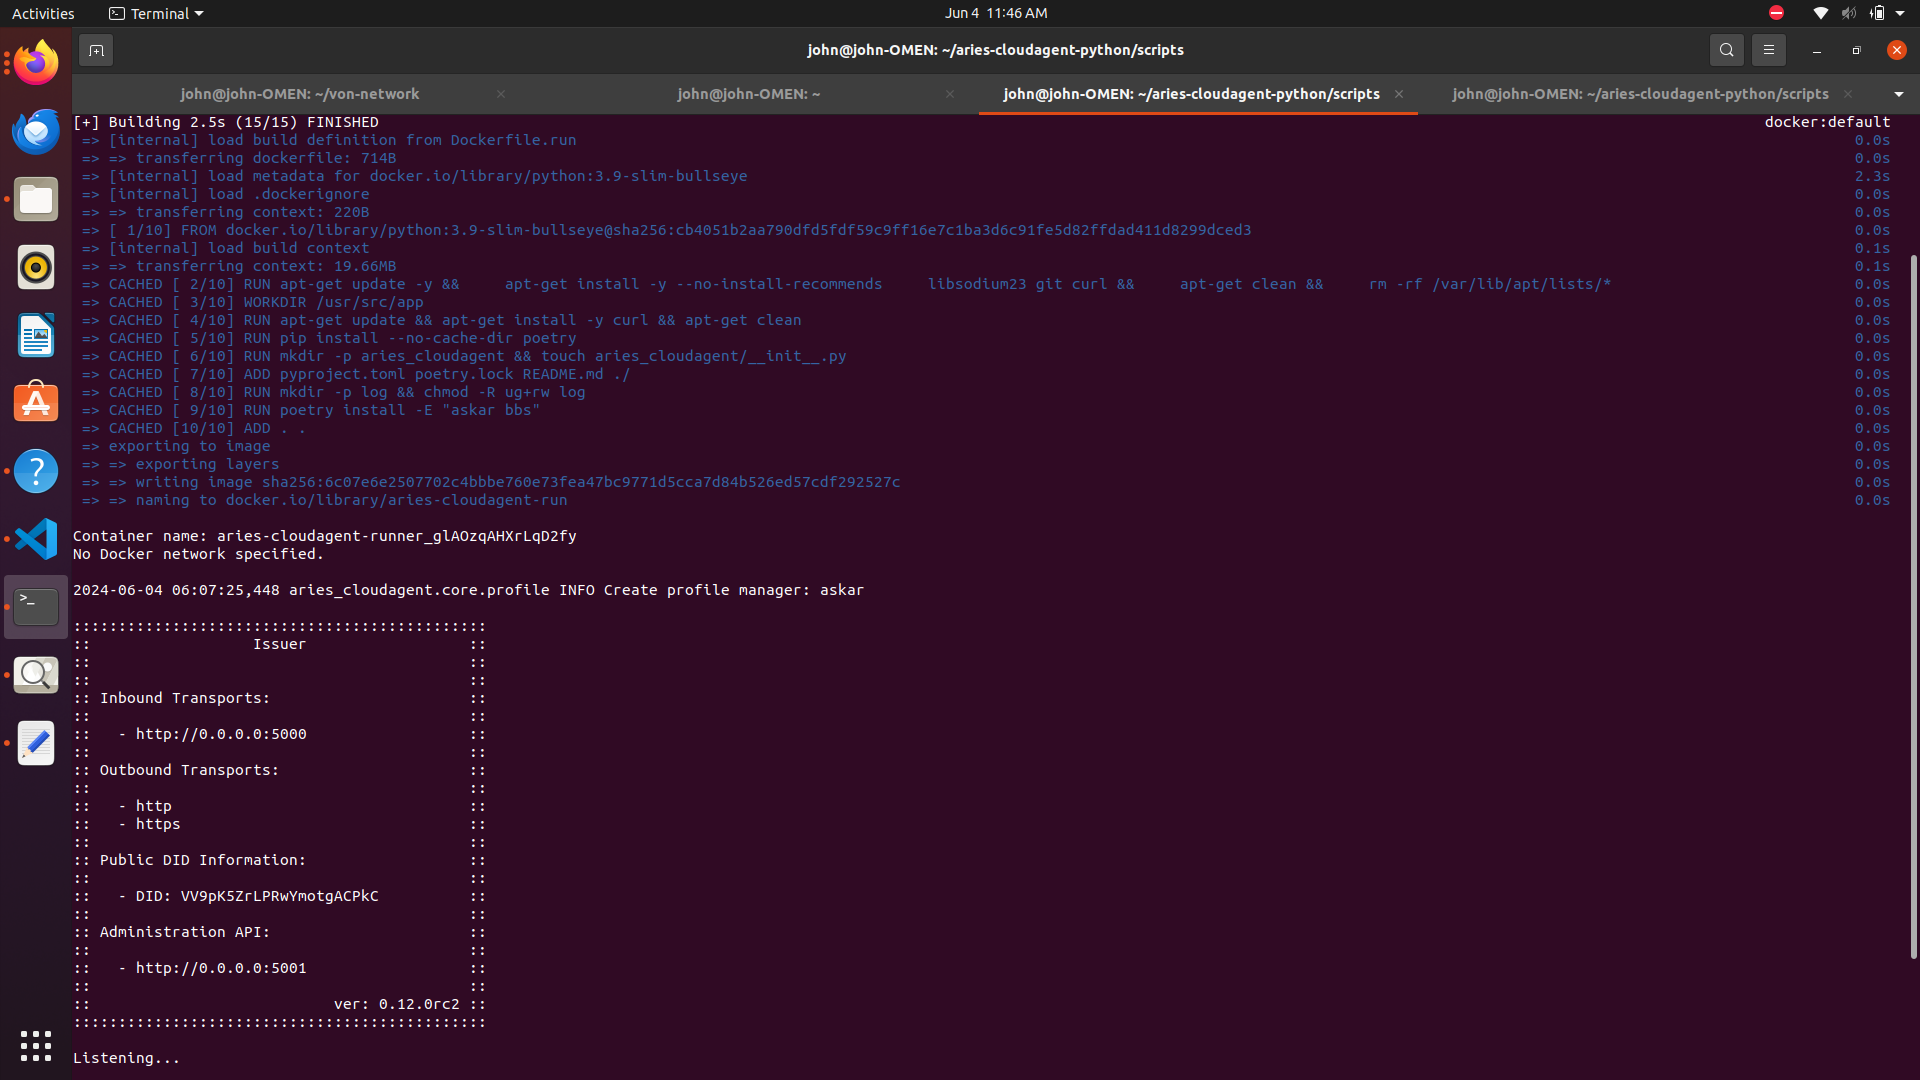 Activities
Terminal
Jun 4 11:46 AM
john@john-OMEN: ~/aries-cloudagent-python/scripts
john@john-OMEN: ~/von-network
john@john-OMEN: ~
john@john-OMEN: ~/aries-cloudagent-python/scripts
john@john-OMEN: ~/aries-cloudagent-python/scripts
[+] Building 2.5s (15/15) FINISHED docker:default
=> [internal] load build definition from Dockerfile.run 0.0s
=> => transferring dockerfile: 714B 0.0s
=> [internal] load metadata for docker.io/library/python:3.9-slim-bullseye 2.3s
=> [internal] load .dockerignore 0.0s
=> => transferring context: 220B 0.0s
=> [ 1/10] FROM docker.io/library/python:3.9-slim-bullseye@sha256:cb4051b2aa790dfd5fdf59c9ff16e7c1ba3d6c91fe5d82ffdad411d8299dced3 0.0s
=> [internal] load build context 0.1s
=> => transferring context: 19.66MB 0.1s
=> CACHED [ 2/10] RUN apt-get update -y &&     apt-get install -y --no-install-recommends     libsodium23 git curl &&     apt-get clean &&     rm -rf /var/lib/apt/lists/* 0.0s
=> CACHED [ 3/10] WORKDIR /usr/src/app 0.0s
=> CACHED [ 4/10] RUN apt-get update && apt-get install -y curl && apt-get clean 0.0s
=> CACHED [ 5/10] RUN pip install --no-cache-dir poetry 0.0s
=> CACHED [ 6/10] RUN mkdir -p aries_cloudagent && touch aries_cloudagent/__init__.py 0.0s
=> CACHED [ 7/10] ADD pyproject.toml poetry.lock README.md ./ 0.0s
=> CACHED [ 8/10] RUN mkdir -p log && chmod -R ug+rw log 0.0s
=> CACHED [ 9/10] RUN poetry install -E "askar bbs" 0.0s
=> CACHED [10/10] ADD . . 0.0s
=> exporting to image 0.0s
=> => exporting layers 0.0s
=> => writing image sha256:6c07e6e2507702c4bbbe760e73fea47bc9771d5cca7d84b526ed57cdf292527c 0.0s
=> => naming to docker.io/library/aries-cloudagent-run 0.0s
Container name: aries-cloudagent-runner_glAOzqAHXrLqD2fy
No Docker network specified.
2024-06-04 06:07:25,448 aries_cloudagent.core.profile INFO Create profile manager: askar
::::::::::::::::::::::::::::::::::::::::::::::
:: Issuer ::
:: ::
:: ::
:: Inbound Transports: ::
:: ::
:: - http://0.0.0.0:5000 ::
:: ::
:: Outbound Transports: ::
:: ::
:: - http ::
:: - https ::
:: ::
:: Public DID Information: ::
:: ::
:: - DID: VV9pK5ZrLPRwYmotgACPkC ::
:: ::
:: Administration API: ::
:: ::
:: - http://0.0.0.0:5001 ::
:: ::
:: ver: 0.12.0rc2 ::
::::::::::::::::::::::::::::::::::::::::::::::
Listening...